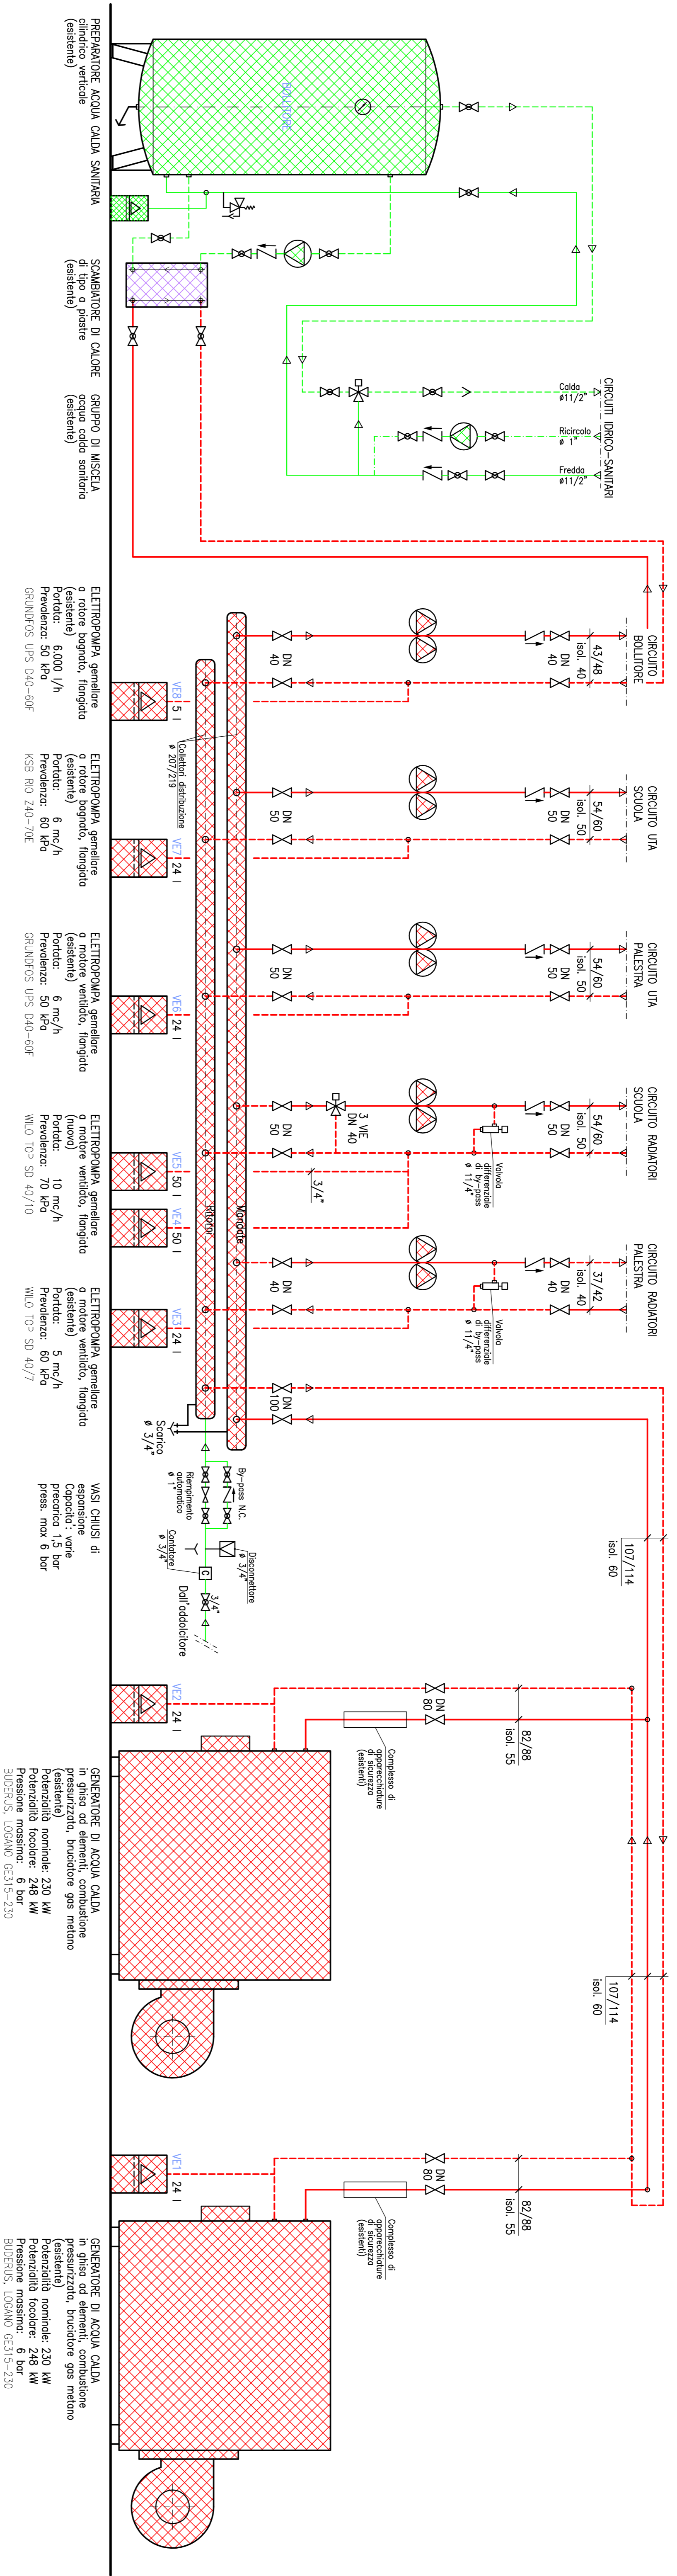 PREPARATORE ACQUA CALDA SANITARIA
cilindrico verticale
(esistente)
BOLLITORE
SCAMBIATORE DI CALORE
di tipo a piastre
(esistente)
GRUPPO DI MISCELA
acqua calda sanitaria
(esistente)
CIRCUITI IDRICO-SANITARI
Calda
ø11/2"
Ricircolo
ø 1"
Fredda
ø11/2"
ELETTROPOMPA gemellare
a rotore bagnato, flangiata
(esistente)
Portata: 6.000 l/h
Prevalenza: 50 kPa
GRUNDFOS UPS D40-60F
CIRCUITO
BOLLITORE
43/48
isol. 40
DN
40
DN
40
VE8
5 l
Collettori distribuzione
ø 207/219
ELETTROPOMPA gemellare
a rotore bagnato, flangiata
(esistente)
Portata: 6 mc/h
Prevalenza: 60 kPa
KSB RIO Z40-70E
CIRCUITO UTA
SCUOLA
54/60
isol. 50
DN
50
DN
50
VE7
24 l
ELETTROPOMPA gemellare
a motore ventilato, flangiata
(esistente)
Portata: 6 mc/h
Prevalenza: 50 kPa
GRUNDFOS UPS D40-60F
CIRCUITO UTA
PALESTRA
54/60
isol. 50
DN
50
DN
50
VE6
24 l
ELETTROPOMPA gemellare
a motore ventilato, flangiata
(nuova)
Portata: 10 mc/h
Prevalenza: 70 kPa
WILO TOP SD 40/10
CIRCUITO RADIATORI
SCUOLA
54/60
isol. 50
DN
50
Valvola
differenziale
di by-pass
ø 11/4"
3 VIE
DN 40
DN
50
3/4"
VE5
50 l
VE4
50 l
Mandate
Ritorni
ELETTROPOMPA gemellare
a motore ventilato, flangiata
(esistente)
Portata: 5 mc/h
Prevalenza: 60 kPa
WILO TOP SD 40/7
CIRCUITO RADIATORI
PALESTRA
37/42
isol. 40
DN
40
Valvola
differenziale
di by-pass
ø 11/4"
DN
40
VE3
24 l
DN
100
Scarico
ø 3/4"
By-pass N.C.
Riempimento
automatico
ø 1"
Disconnettore
ø 3/4"
Contatore
ø 3/4"
C
3/4"
Dall'addolcitore
VASI CHIUSI di
espansione
Capacita': varie
precarica 1,5 bar
press. max 6 bar
107/114
isol. 60
VE2
24 l
DN
80
82/88
isol. 55
Complesso di
apparecchiature
di sicurezza
(esistenti)
GENERATORE DI ACQUA CALDA
in ghisa ad elementi, combustione
pressurizzata, bruciatore gas metano
(esistente)
Potenzialità nominale: 230 kW
Potenzialità focolare: 248 kW
Pressione massima: 6 bar
BUDERUS, LOGANO GE315-230
107/114
isol. 60
VE1
24 l
DN
80
82/88
isol. 55
Complesso di
apparecchiature
di sicurezza
(esistenti)
GENERATORE DI ACQUA CALDA
in ghisa ad elementi, combustione
pressurizzata, bruciatore gas metano
(esistente)
Potenzialità nominale: 230 kW
Potenzialità focolare: 248 kW
Pressione massima: 6 bar
BUDERUS, LOGANO GE315-230